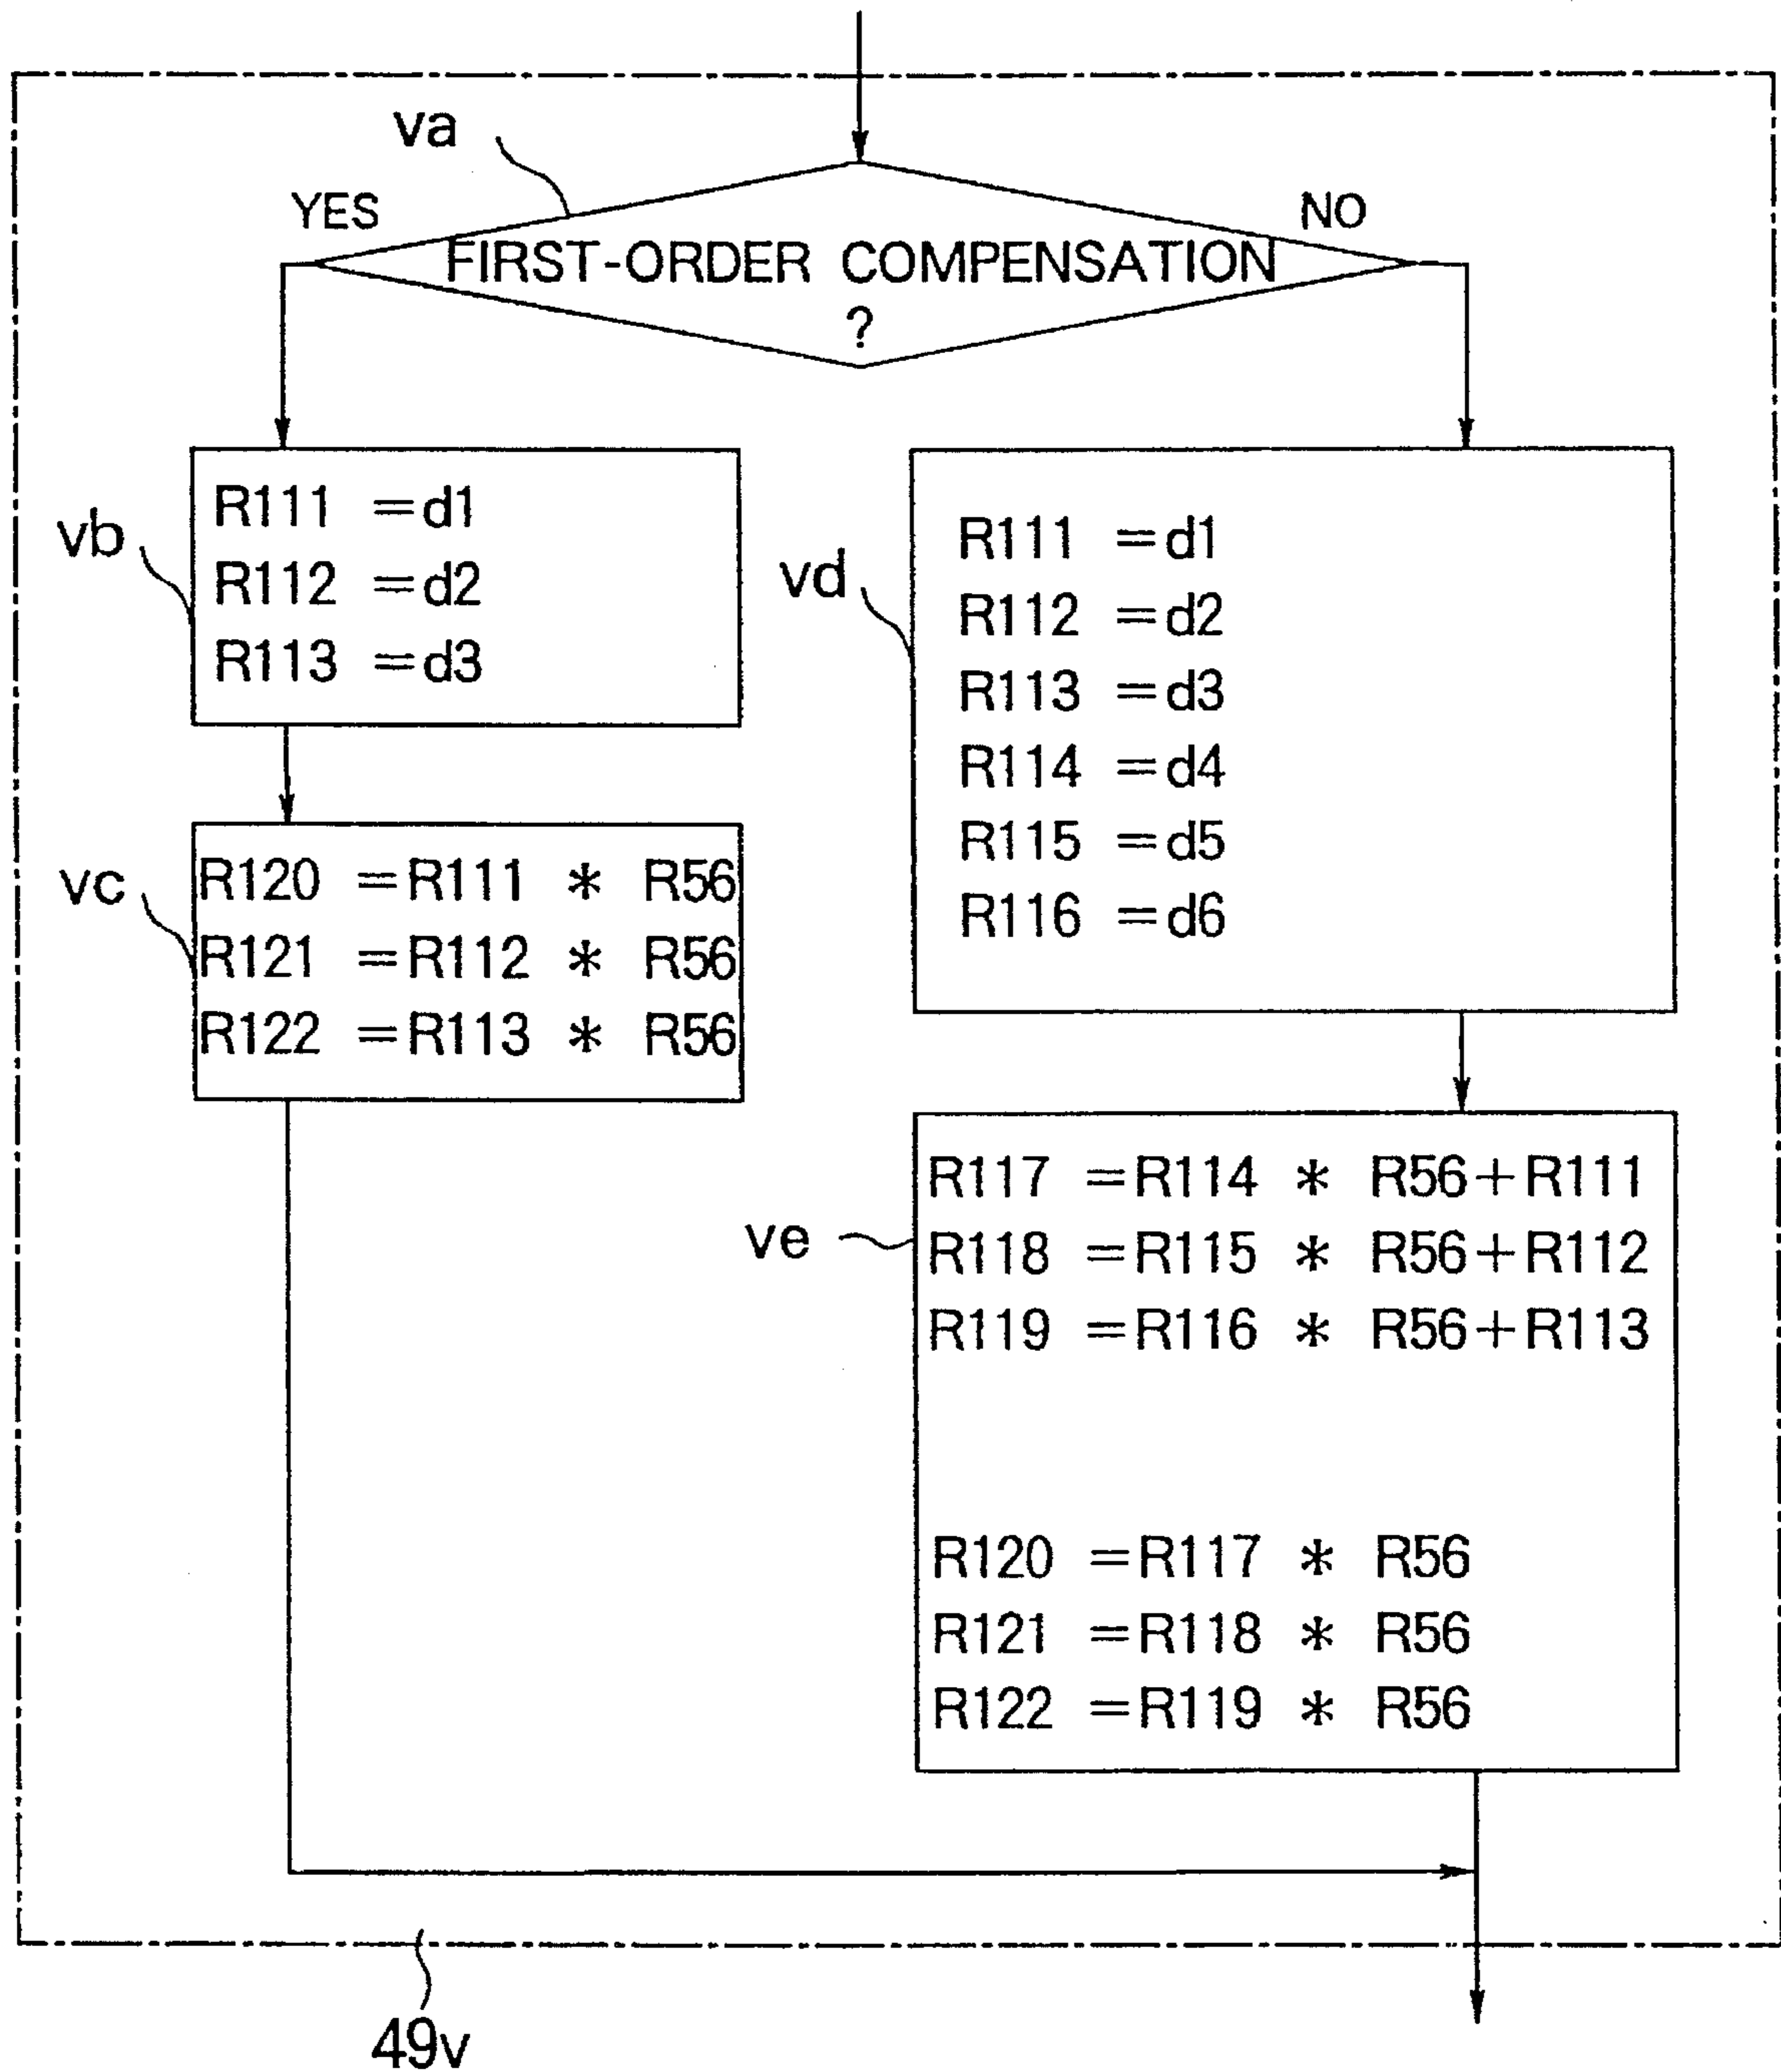 va
YES
NO
FIRST-ORDER COMPENSATION
?
vb
R111 =d1
R112 =d2
R113 =d3
vc
R120 =R111 * R56
R121 =R112 * R56
R122 =R113 * R56
vd
R111 =d1
R112 =d2
R113 =d3
R114 =d4
R115 =d5
R116 =d6
ve
R117 =R114 * R56+R111
R118 =R115 * R56+R112
R119 =R116 * R56+R113
R120 =R117 * R56
R121 =R118 * R56
R122 =R119 * R56
49v